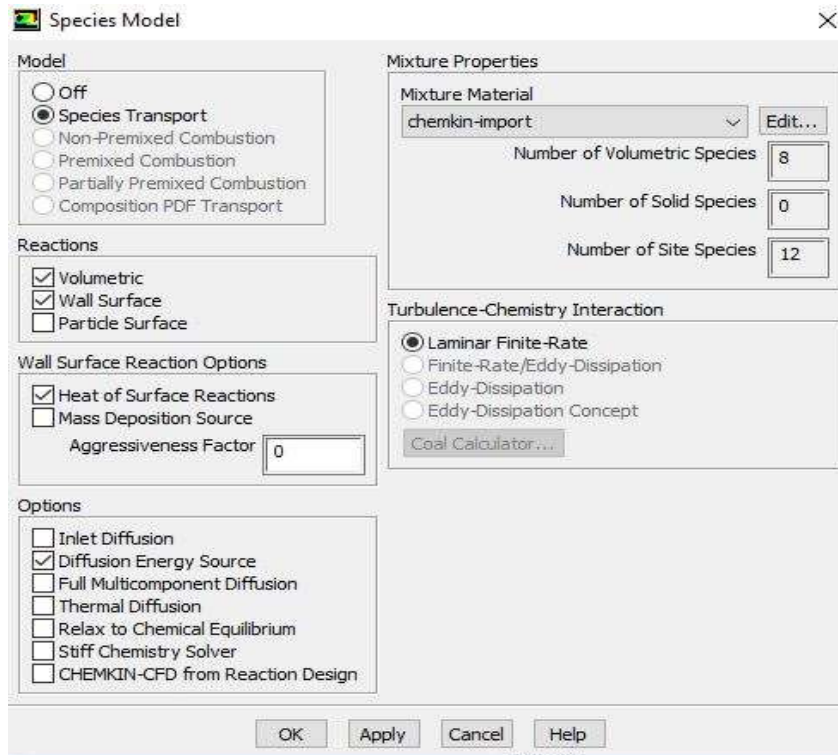 Species Model
Model
Off
Species Transport
Non-Premixed Combustion
Premixed Combustion
Partially Premixed Combustion
Composition PDF Transport
Reactions
Volumetric
Wall Surface
Particle Surface
Wall Surface Reaction Options
Heat of Surface Reactions
Mass Deposition Source
Aggressiveness Factor 0
Options
Inlet Diffusion
Diffusion Energy Source
Full Multicomponent Diffusion
Thermal Diffusion
Relax to Chemical Equilibrium
Stiff Chemistry Solver
CHEMKIN-CFD from Reaction Design
Mixture Properties
Mixture Material
chemkin-import Edit...
Number of Volumetric Species 8
Number of Solid Species 0
Number of Site Species 12
Turbulence-Chemistry Interaction
Laminar Finite-Rate
Finite-Rate/Eddy-Dissipation
Eddy-Dissipation
Eddy-Dissipation Concept
Coal Calculator...
OK Apply Cancel Help